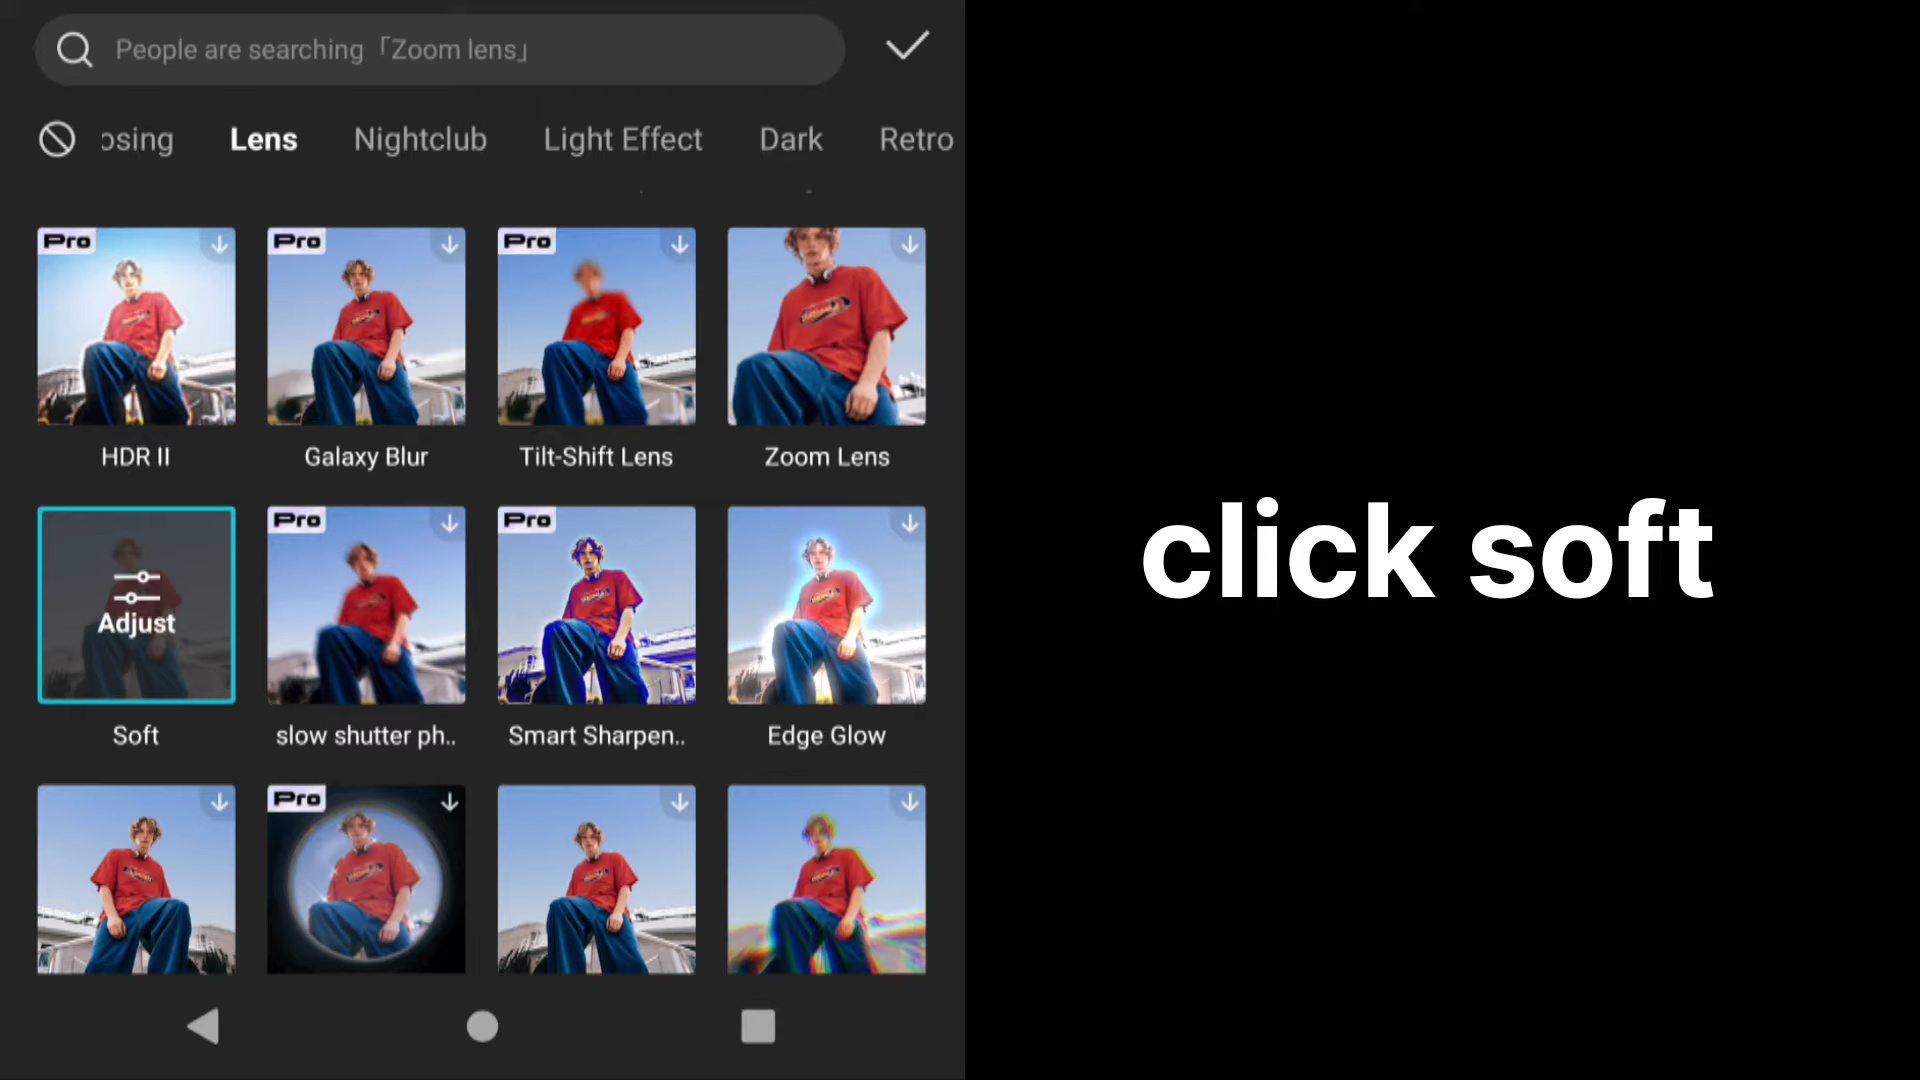 People are searching「Zoom lens」
osing Lens Nightclub Light Effect Dark Retro
Pro Pro Pro
HDR II Galaxy Blur Tilt-Shift Lens Zoom Lens
Pro Pro
Adjust
Soft slow shutter ph.. Smart Sharpen.. Edge Glow
Pro
click soft